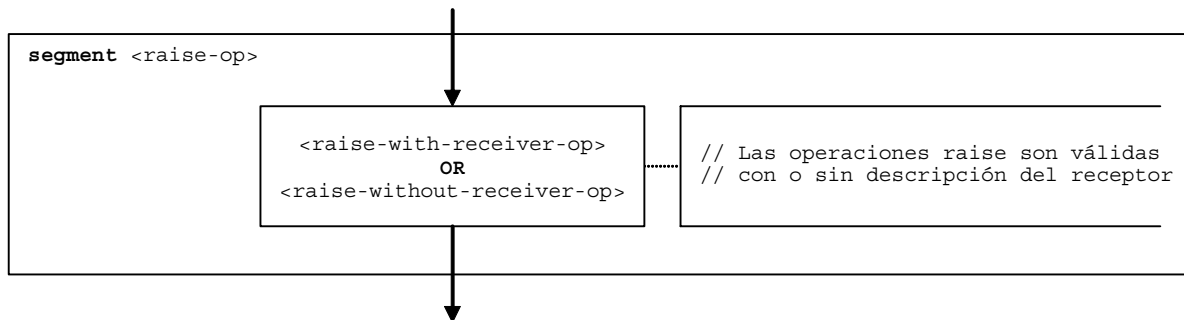 segment <raise-op>
<raise-with-receiver-op>
OR
<raise-without-receiver-op>
// Las operaciones raise son válidas
// con o sin descripción del receptor